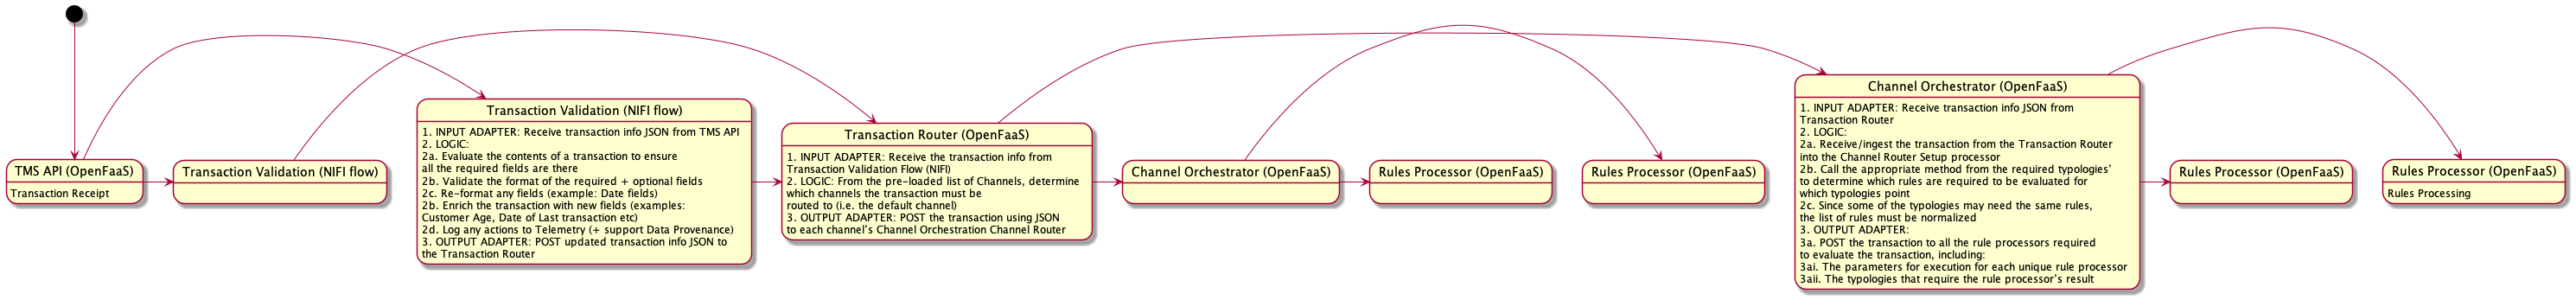 TMS API (OpenFaaS)
Transaction Receipt
Transaction Validation (NIFI flow)
Transaction Validation (NIFI flow)
1. INPUT ADAPTER: Receive transaction info JSON from TMS API
2. LOGIC:
2a. Evaluate the contents of a transaction to ensure
all the required fields are there
2b. Validate the format of the required + optional fields
2c. Re-format any fields (example: Date fields)
2b. Enrich the transaction with new fields (examples:
Customer Age, Date of Last transaction etc)
2d. Log any actions to Telemetry (+ support Data Provenance)
3. OUTPUT ADAPTER: POST updated transaction info JSON to
the Transaction Router
Transaction Router (OpenFaaS)
1. INPUT ADAPTER: Receive the transaction info from
Transaction Validation Flow (NIFI)
2. LOGIC: From the pre-loaded list of Channels, determine
which channels the transaction must be
routed to (i.e. the default channel)
3. OUTPUT ADAPTER: POST the transaction using JSON
to each channel's Channel Orchestration Channel Router
Channel Orchestrator (OpenFaaS)
Rules Processor (OpenFaaS)
Rules Processor (OpenFaaS)
Channel Orchestrator (OpenFaaS)
1. INPUT ADAPTER: Receive transaction info JSON from
Transaction Router
2. LOGIC:
2a. Receive/ingest the transaction from the Transaction Router
into the Channel Router Setup processor
2b. Call the appropriate method from the required typologies'
to determine which rules are required to be evaluated for
which typologies point
2c. Since some of the typologies may need the same rules,
the list of rules must be normalized
3. OUTPUT ADAPTER:
3a. POST the transaction to all the rule processors required
to evaluate the transaction, including:
3ai. The parameters for execution for each unique rule processor
3aii. The typologies that require the rule processor's result
Rules Processor (OpenFaaS)
Rules Processor (OpenFaaS)
Rules Processing